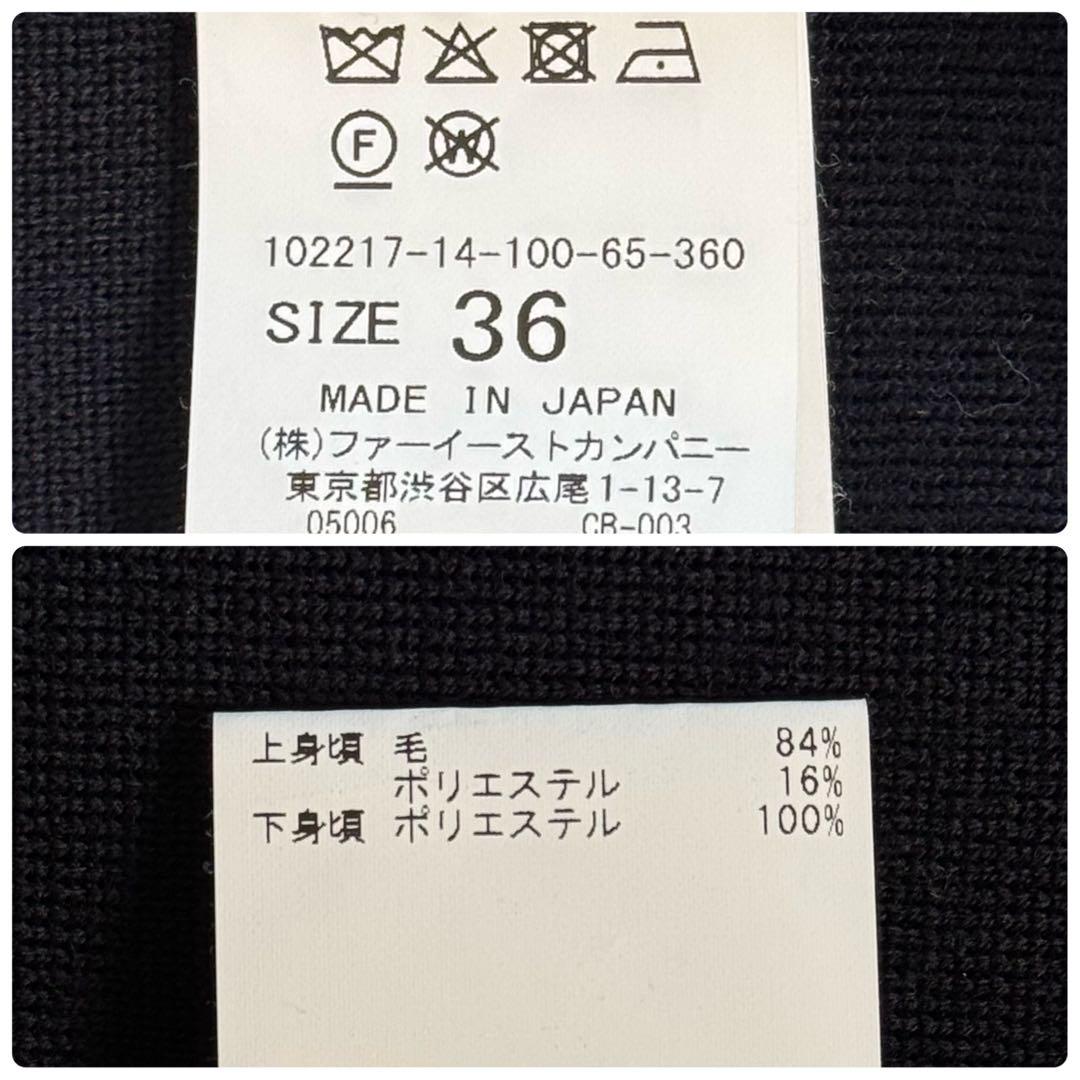 F
W
102217-14-100-65-360
SIZE 36
MADE IN JAPAN
(株)ファーイーストカンパニー
東京都渋谷区広尾1-13-7
05006 CB-003
上身頃 毛 84%
ポリエステル 16%
下身頃 ポリエステル 100%